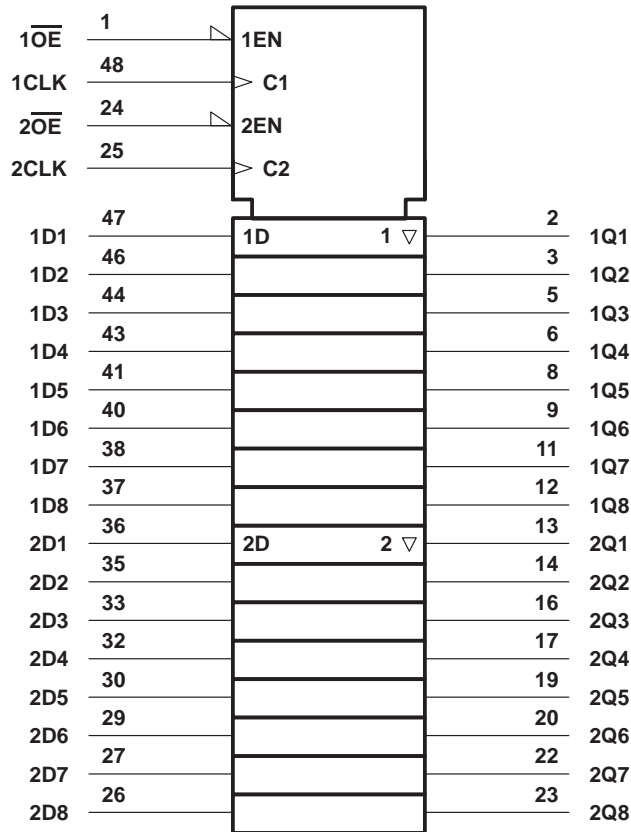 1
1OE 1EN
48
1CLK C1
24
2OE 2EN
25
2CLK C2
47 2
1D1 1D 1 ▽ 1Q1
46 3
1D2 1Q2
44 5
1D3 1Q3
43 6
1D4 1Q4
41 8
1D5 1Q5
40 9
1D6 1Q6
38 11
1D7 1Q7
37 12
1D8 1Q8
36 13
2D1 2D 2 ▽ 2Q1
35 14
2D2 2Q2
33 16
2D3 2Q3
32 17
2D4 2Q4
30 19
2D5 2Q5
29 20
2D6 2Q6
27 22
2D7 2Q7
26 23
2D8 2Q8